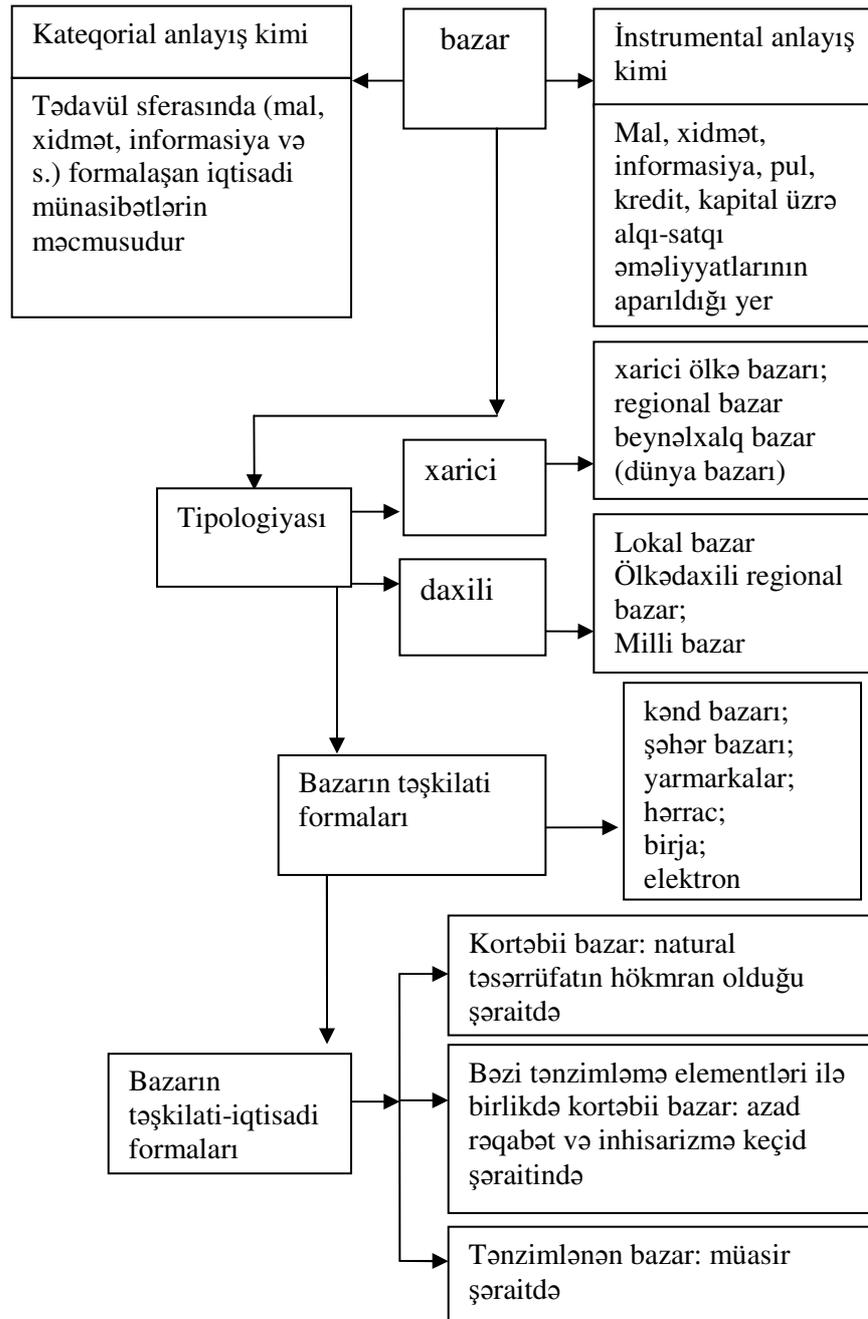 Kateqorial anlayış kimi
Tədavül sferasında (mal,
xidmət, informasiya və
s.) formalaşan iqtisadi
münasibətlərin
məcmusudur
bazar
İnstrumental anlayış
kimi
Mal, xidmət,
informasiya, pul,
kredit, kapital üzrə
alqı-satqı
əməliyyatlarının
aparıldığı yer
Tipologiyası
xarici
xarici ölkə bazarı;
regional bazar
beynəlxalq bazar
(dünya bazarı)
daxili
Lokal bazar
Ölkədaxili regional
bazar;
Milli bazar
Bazarın təşkilati
formaları
kənd bazarı;
şəhər bazarı;
yarmarkalar;
hərrac;
birja;
elektron
Bazarın
təşkilati-iqtisadi
formaları
Kortəbii bazar: natural
təsərrüfatın hökmran olduğu
şəraitdə
Bəzi tənzimləmə elementləri ilə
birlikdə kortəbii bazar: azad
rəqabət və inhisarizmə keçid
şəraitində
Tənzimlənən bazar: müasir
şəraitdə